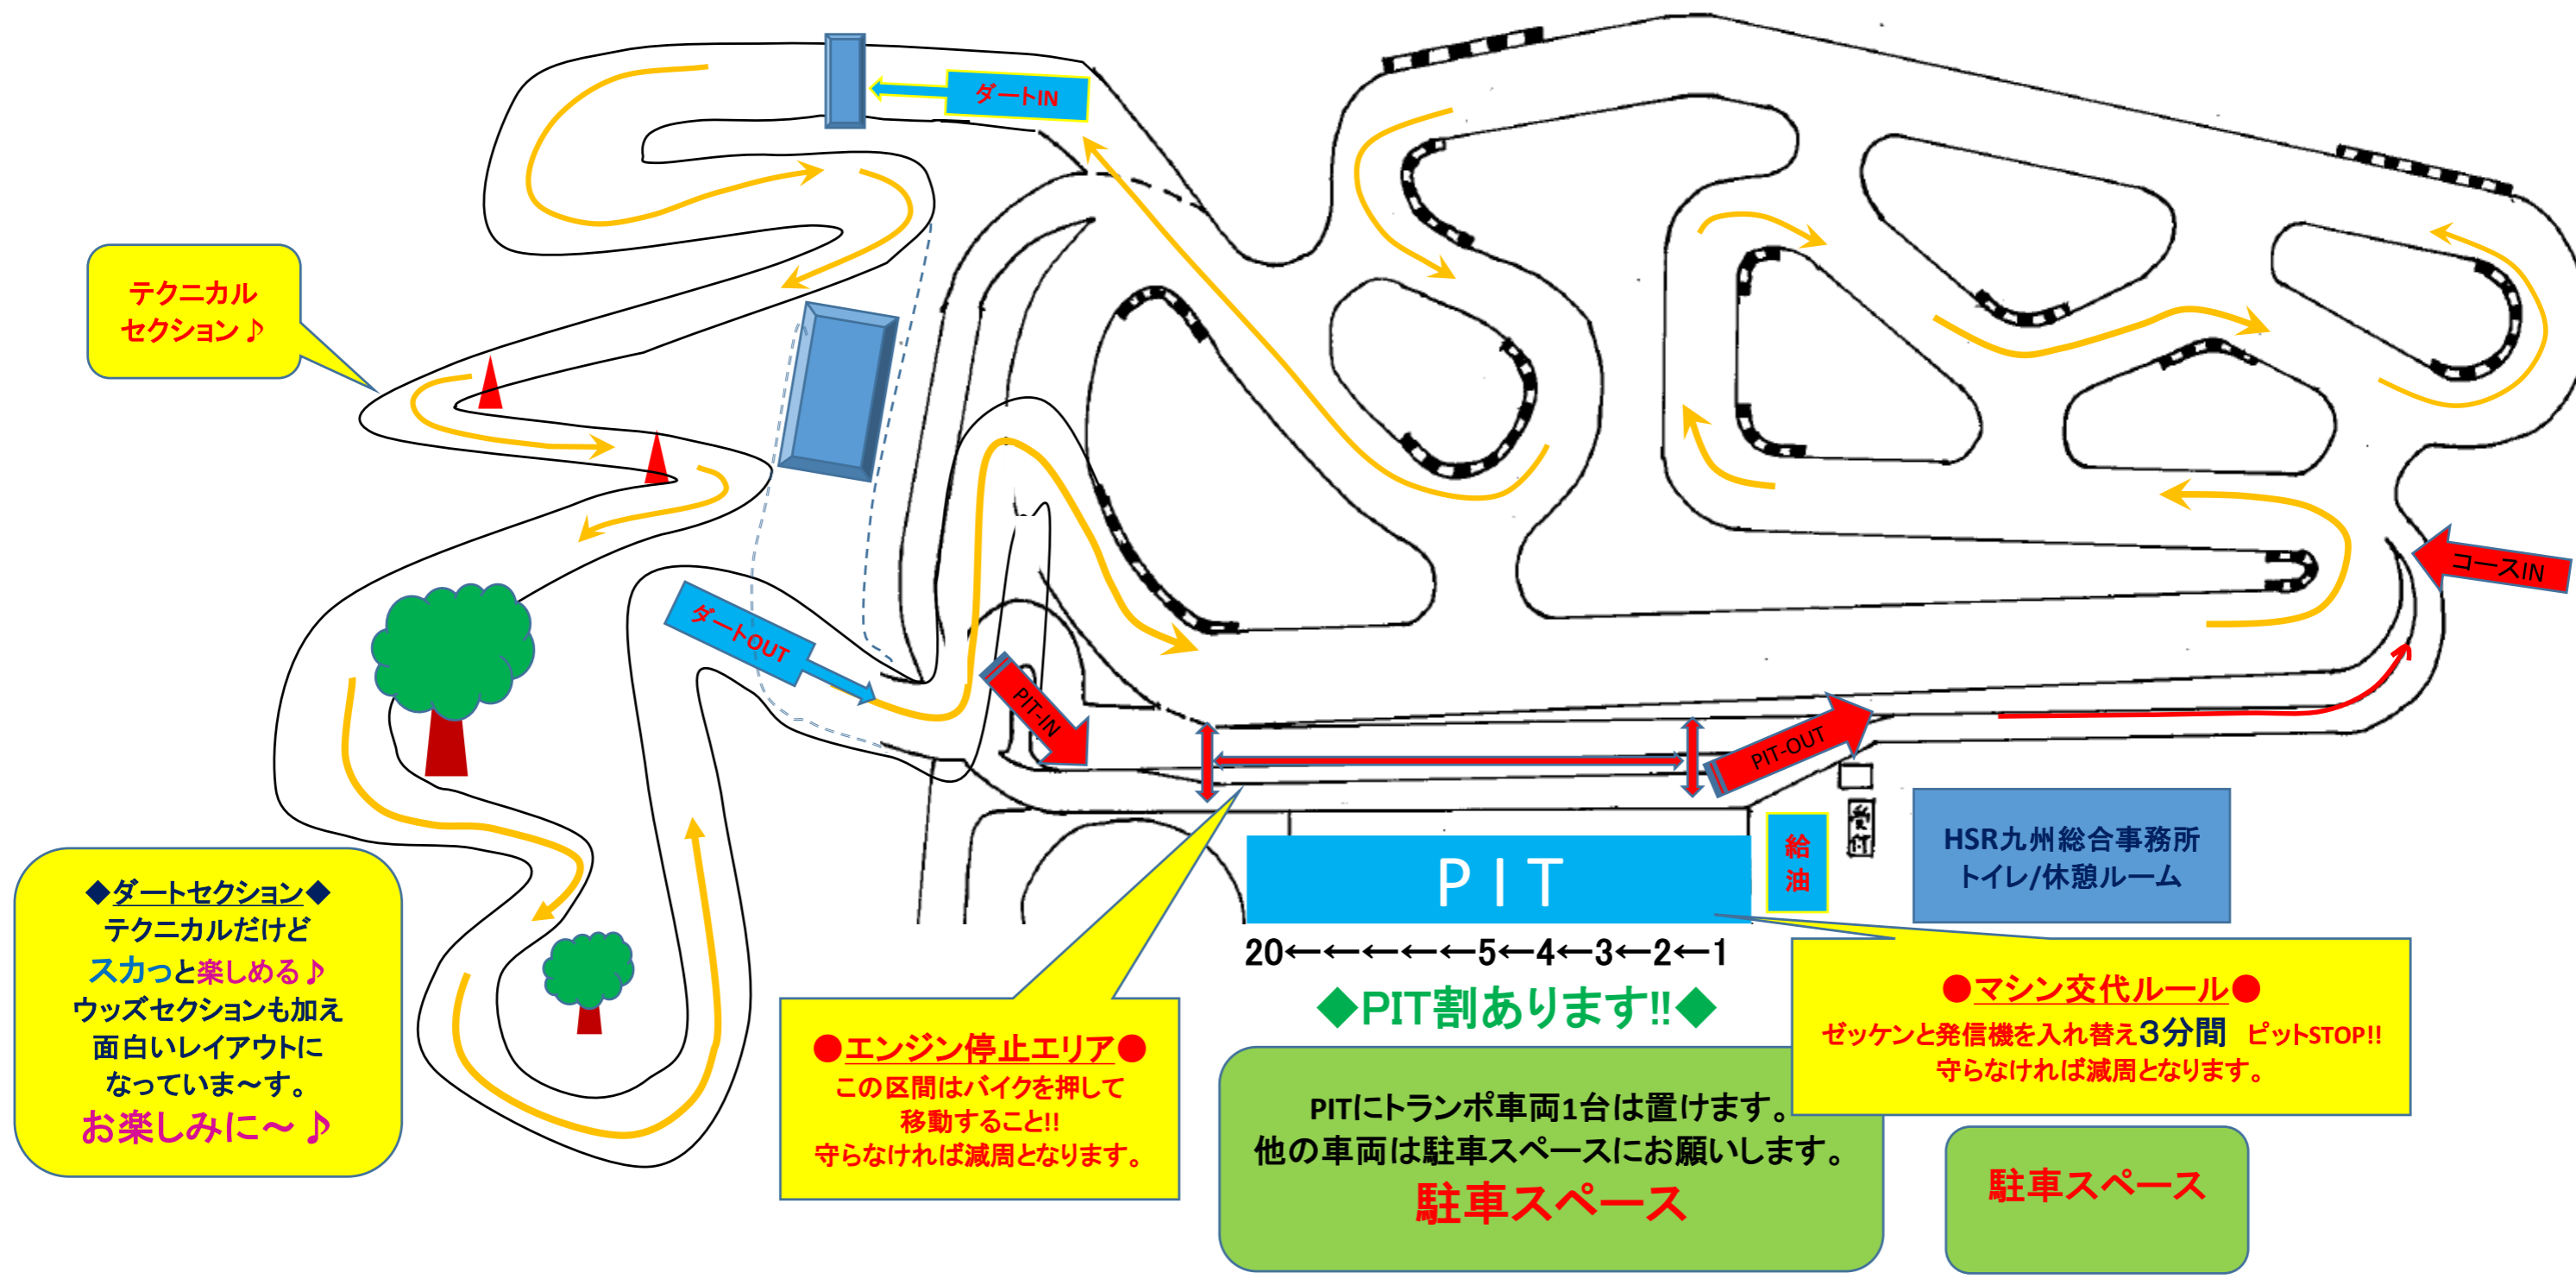 ダートIN
テクニカル
セクション♪
コースIN
ダートOUT
PIT-IN
PIT-OUT
PIT
給
油
HSR九州総合事務所
トイレ/休憩ルーム
20←←←←←5←4←3←2←1
◆PIT割あります!!◆
◆ダートセクション◆
テクニカルだけど
スカっと楽しめる♪
ウッズセクションも加え
面白いレイアウトに
なっていま～す。
お楽しみに～♪
●エンジン停止エリア●
この区間はバイクを押して
移動すること!!
守らなければ減周となります。
●マシン交代ルール●
ゼッケンと発信機を入れ替え3分間 ピットSTOP!!
守らなければ減周となります。
PITにトランポ車両1台は置けます。
他の車両は駐車スペースにお願いします。
駐車スペース
駐車スペース